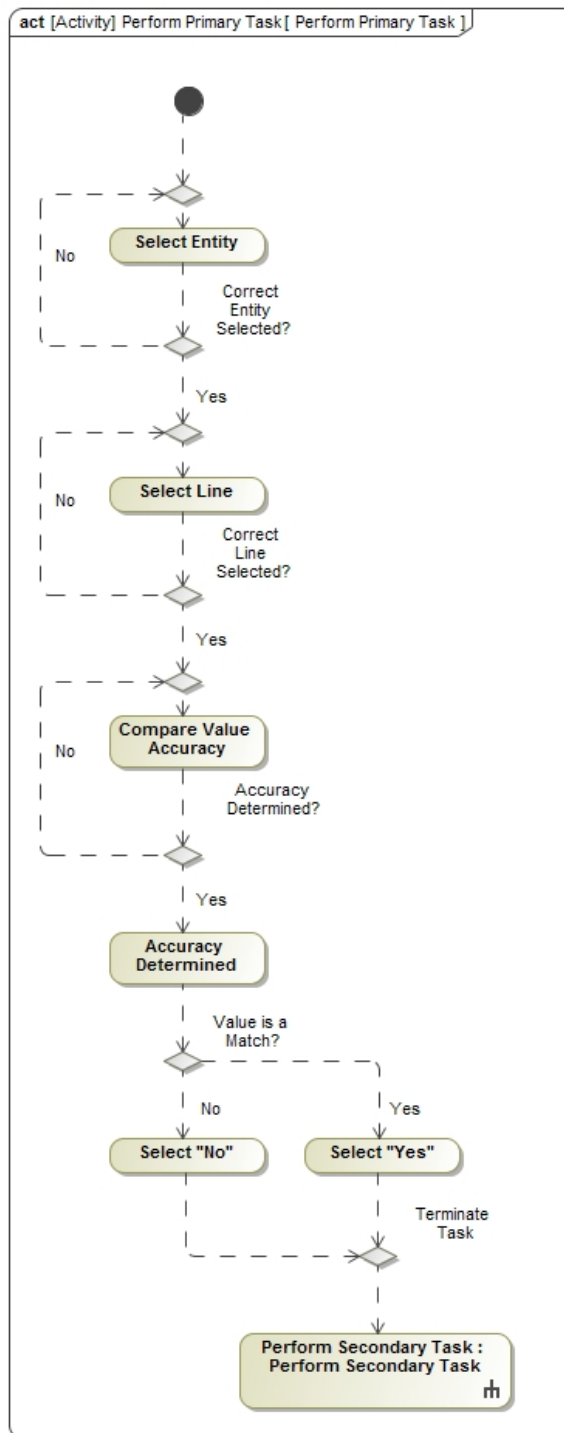 act [Activity] Perform Primary Task [ Perform Primary Task ]
Select Entity
No
Correct
Entity
Selected?
Yes
Select Line
No
Correct
Line
Selected?
Yes
Compare Value
Accuracy
No
Accuracy
Determined?
Yes
Accuracy
Determined
Value is a
Match?
No
Yes
Select "No"
Select "Yes"
Terminate
Task
Perform Secondary Task :
Perform Secondary Task